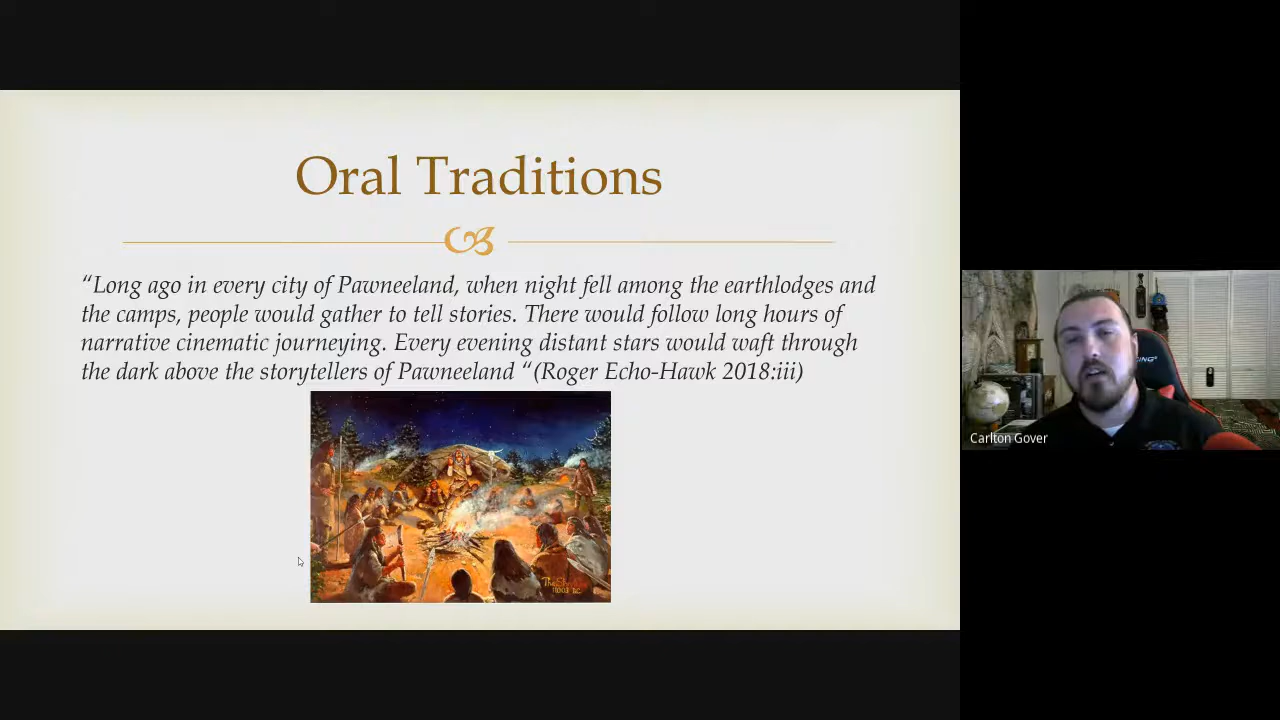 Oral Traditions
“Long ago in every city of Pawneeland, when night fell among the earthlodges and
the camps, people would gather to tell stories. There would follow long hours of
narrative cinematic journeying. Every evening distant stars would waft through
the dark above the storytellers of Pawneeland “(Roger Echo-Hawk 2018:iii)
Carlton Gover